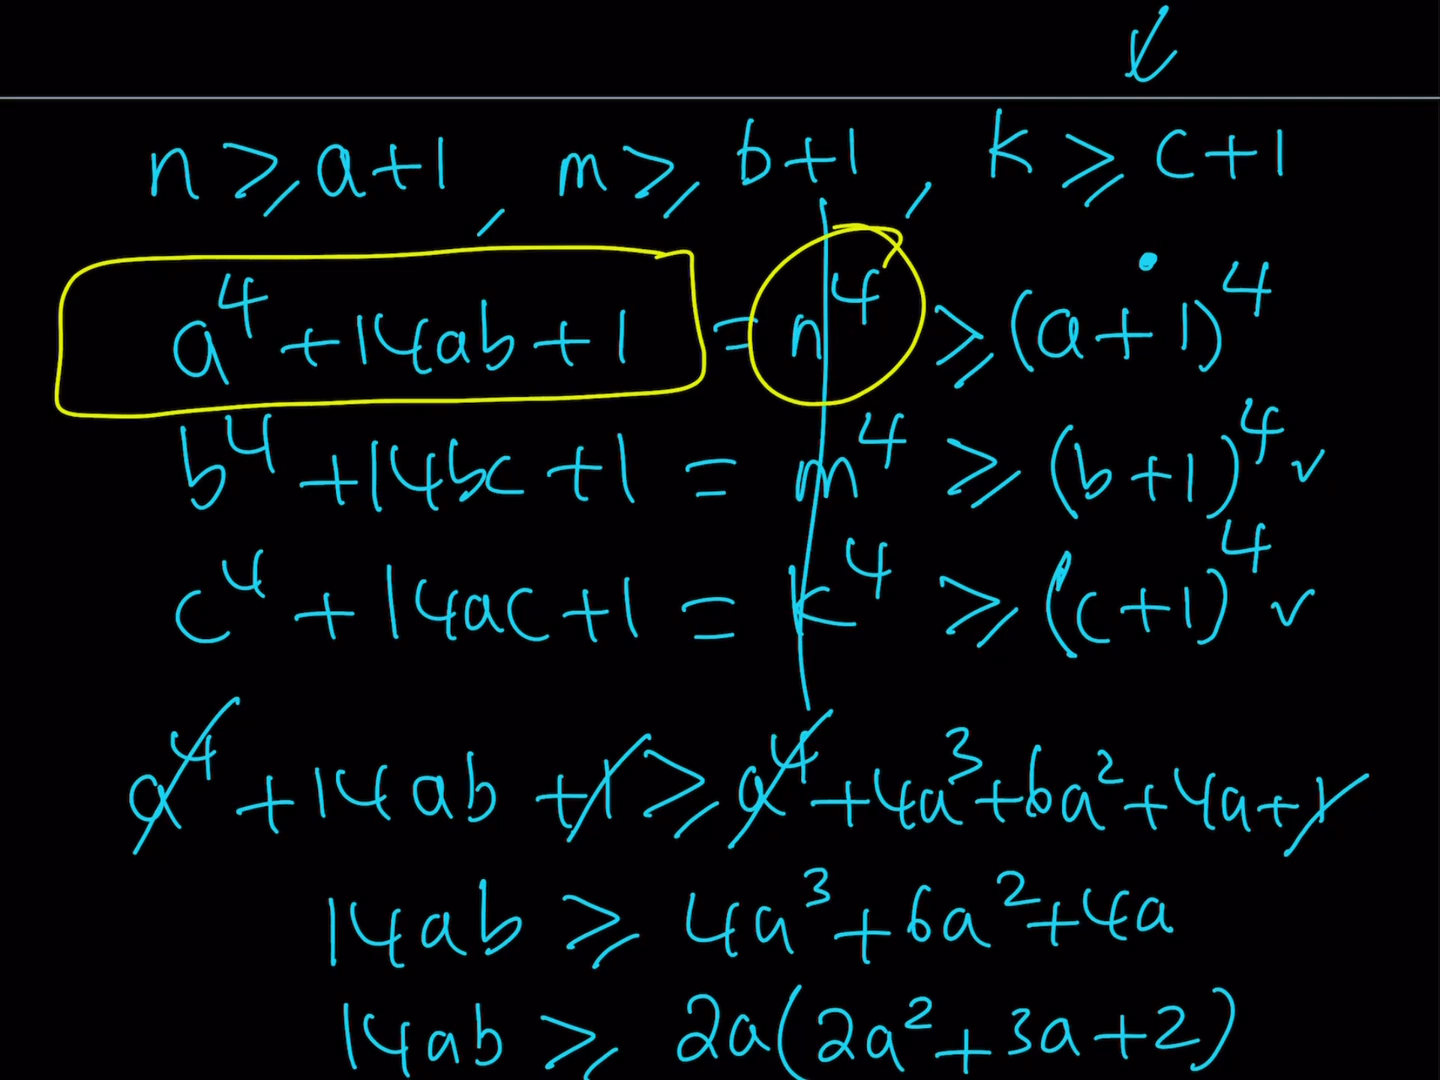 n ≥ a+1, m ≥ b+1, k ≥ c+1
a⁴+14ab+1 = n⁴ ≥ (a+1)⁴
b⁴+14bc+1 = m⁴ ≥ (b+1)⁴ ✓
c⁴+14ac+1 = k⁴ ≥ (c+1)⁴ ✓
a⁴+14ab+1 ≥ a⁴+4a³+6a²+4a+1
14ab ≥ 4a³+6a²+4a
14ab ≥ 2a(2a²+3a+2)